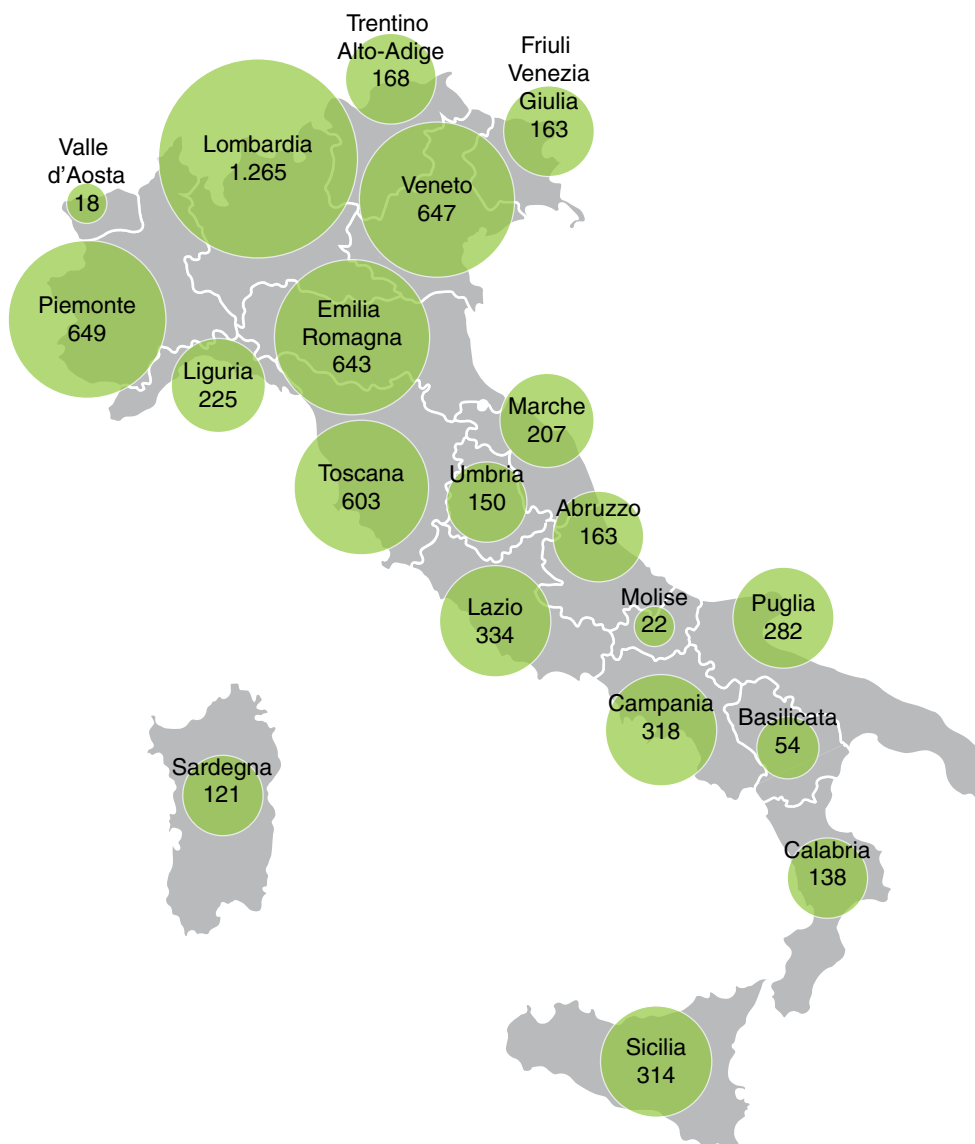 Trentino
Alto-Adige
168
Friuli
Venezia
Giulia
163
Lombardia
1.265
Valle
d’Aosta
18
Veneto
647
Piemonte
649
Emilia
Romagna
643
Liguria
225
Marche
207
Toscana
603
Umbria
150
Abruzzo
163
Lazio
334
Molise
22
Puglia
282
Campania
318
Basilicata
54
Sardegna
121
Calabria
138
Sicilia
314